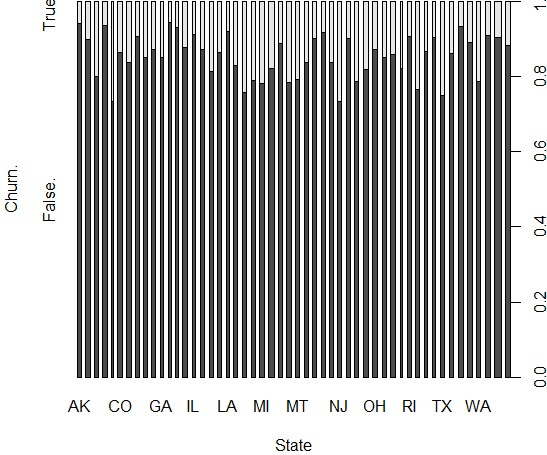 True
1.
0.8
0.6
Churn.
False.
0.4
0.2
0.0
AK CO GA IL LA MI MT NJ OH RI TX WA
State